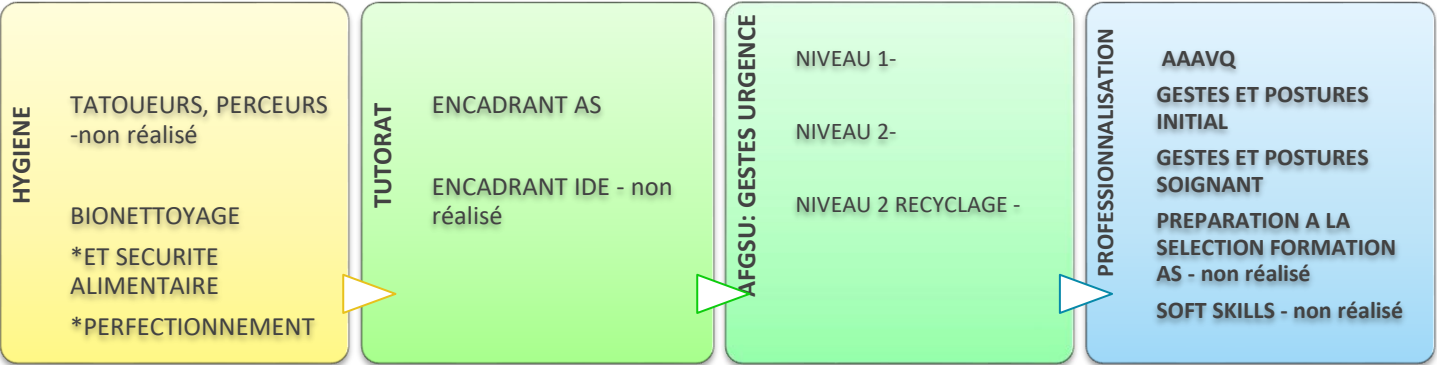 HYGIENE
TATOUEURS, PERCEURS
-non réalisé
BIONETTOYAGE
*ET SECURITE
ALIMENTAIRE
*PERFECTIONNEMENT
TUTORAT
ENCADRANT AS
ENCADRANT IDE - non
réalisé
AFGSU: GESTES URGENCE
NIVEAU 1-
NIVEAU 2-
NIVEAU 2 RECYCLAGE -
PROFESSIONNALISATION
AAAVQ
GESTES ET POSTURES
INITIAL
GESTES ET POSTURES
SOIGNANT
PREPARATION A LA
SELECTION FORMATION
AS - non réalisé
SOFT SKILLS - non réalisé